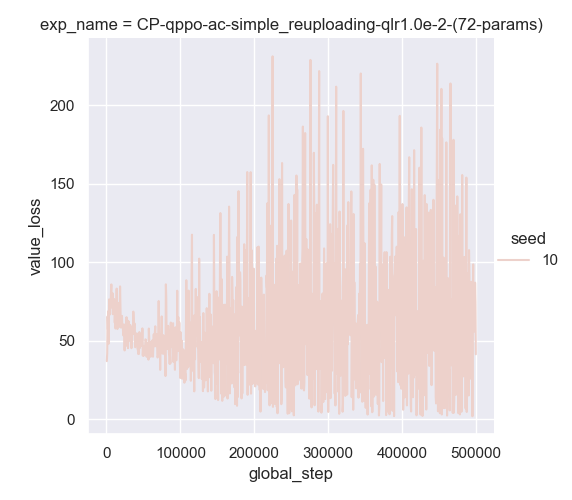 exp_name = CP-qppo-ac-simple_reuploading-qlr1.0e-2-(72-params)
200
150
100
50
0
value_loss
0 100000 200000 300000 400000 500000
global_step
seed
10